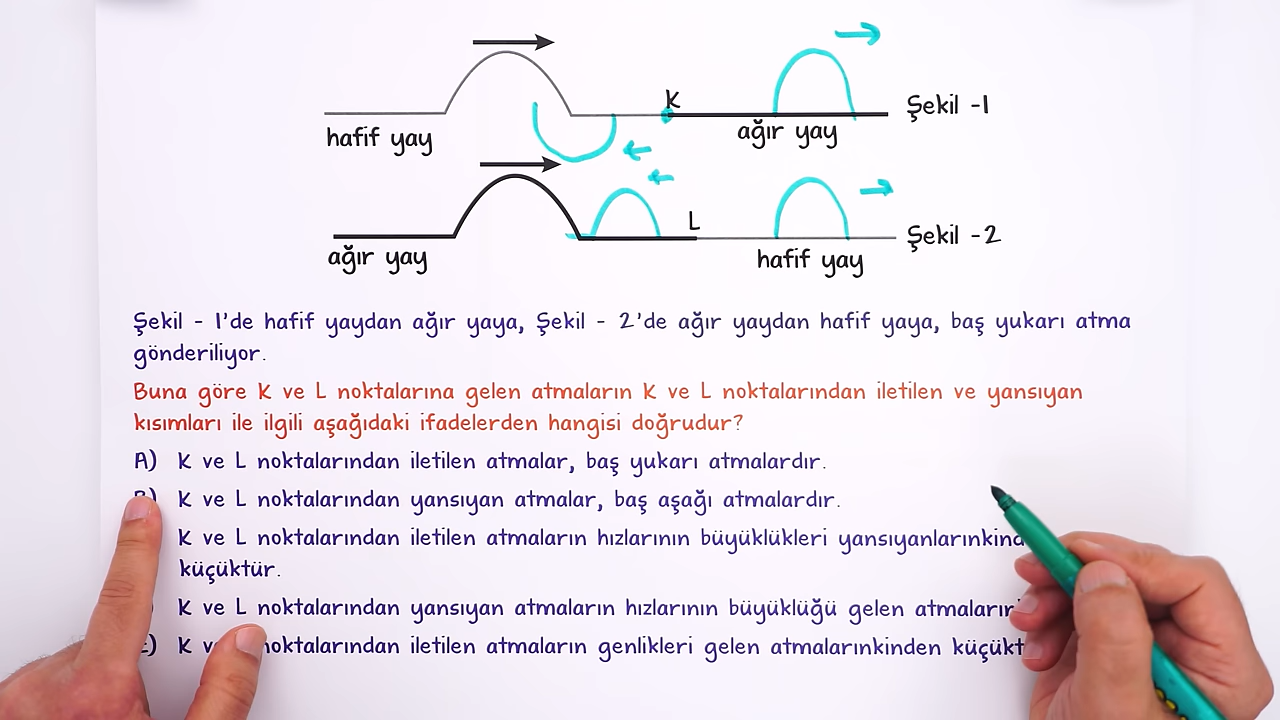 K
Şekil -1
hafif yay
ağır yay
L
Şekil -2
ağır yay
hafif yay
Şekil - 1'de hafif yaydan ağır yaya, Şekil - 2'de ağır yaydan hafif yaya, baş yukarı atma
gönderiliyor.
Buna göre K ve L noktalarına gelen atmaların K ve L noktalarından iletilen ve yansıyan
kısımları ile ilgili aşağıdaki ifadelerden hangisi doğrudur?
A) K ve L noktalarından iletilen atmalar, baş yukarı atmalardır.
K ve L noktalarından yansıyan atmalar, baş aşağı atmalardır.
K ve L noktalarından iletilen atmaların hızlarının büyüklükleri
küçüktür.
K ve L noktalarından yansıyan atmaların hızlarının büyüklüğü gelen
K noktalarından iletilen atmaların genlikleri gelen atmalarınkinden